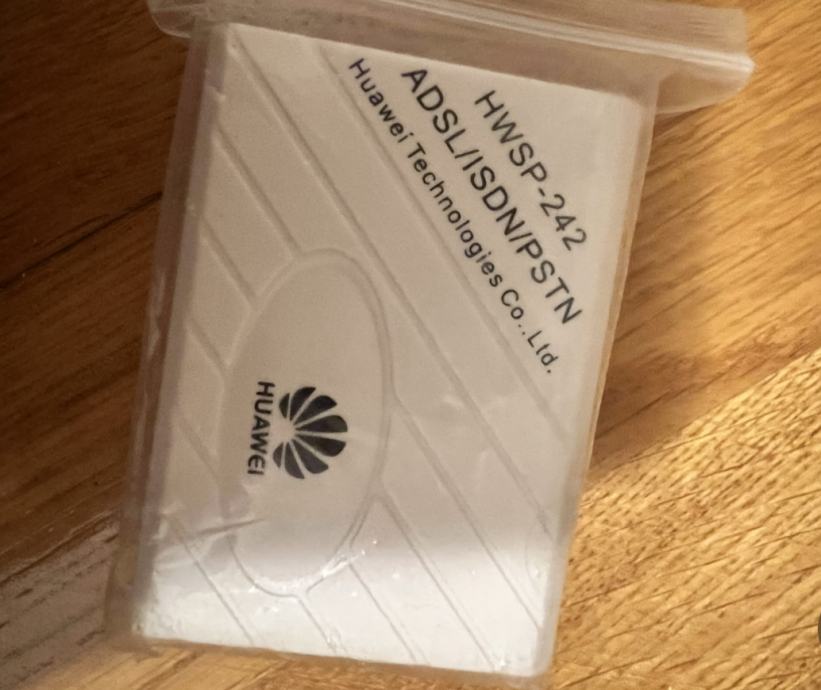 HWSP-242
ADSL/ISDN/PSTN
Huawei Technologies Co.,Ltd.
HUAWEI